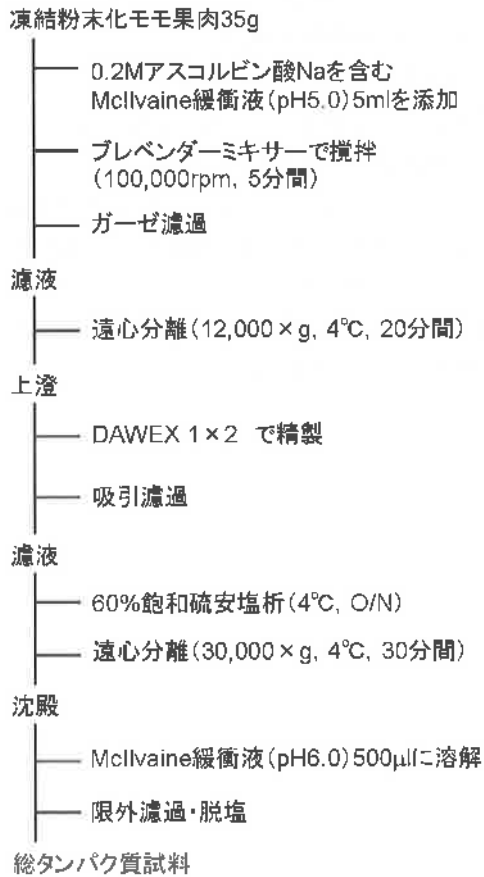 凍結粉末化モモ果肉35g
0.2Mアスコルビン酸Naを含む
McIlvaine緩衝液(pH5.0)5mlを添加
ブレベンダーミキサーで攪拌
(100,000rpm, 5分間)
ガーゼ濾過
濾液
遠心分離(12,000×g, 4℃, 20分間)
上澄
DAWEX 1×2 で精製
吸引濾過
濾液
60%飽和硫安塩析(4℃, O/N)
遠心分離(30,000×g, 4℃, 30分間)
沈殿
McIlvaine緩衝液(pH6.0)500μlに溶解
限外濾過・脱塩
総タンパク質試料